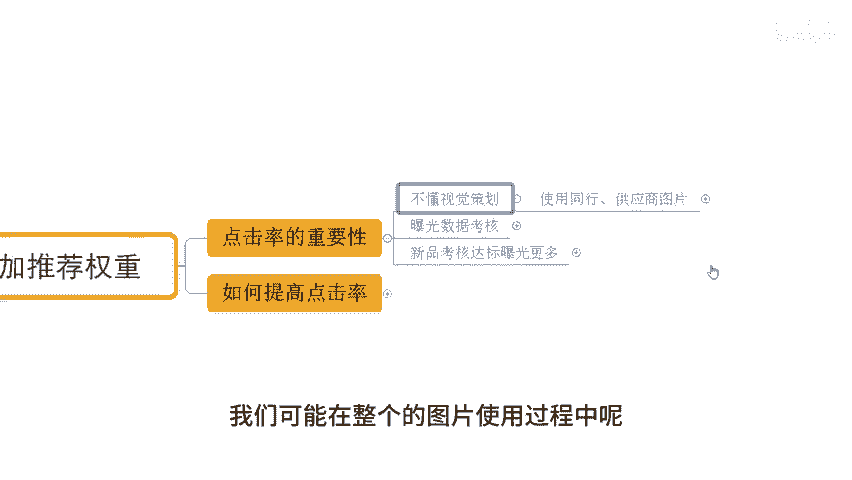 不懂视觉策划
使用同行、供应商图片
点击率的重要性
曝光数据考核
新品考核达标曝光更多
加推荐权重
如何提高点击率
我们可能在整个的图片使用过程中呢